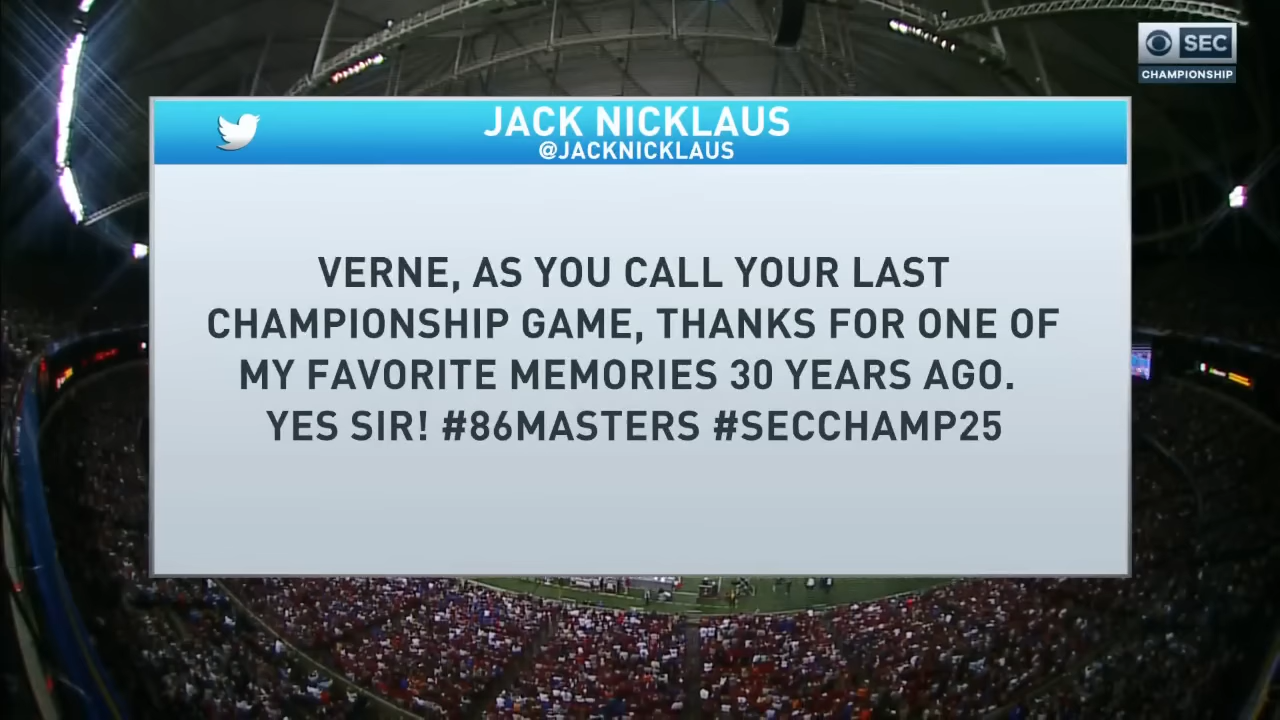 SEC
CHAMPIONSHIP
JACK NICKLAUS
@JACKNICKLAUS
VERNE, AS YOU CALL YOUR LAST
CHAMPIONSHIP GAME, THANKS FOR ONE OF
MY FAVORITE MEMORIES 30 YEARS AGO.
YES SIR! #86MASTERS #SECCHAMP25